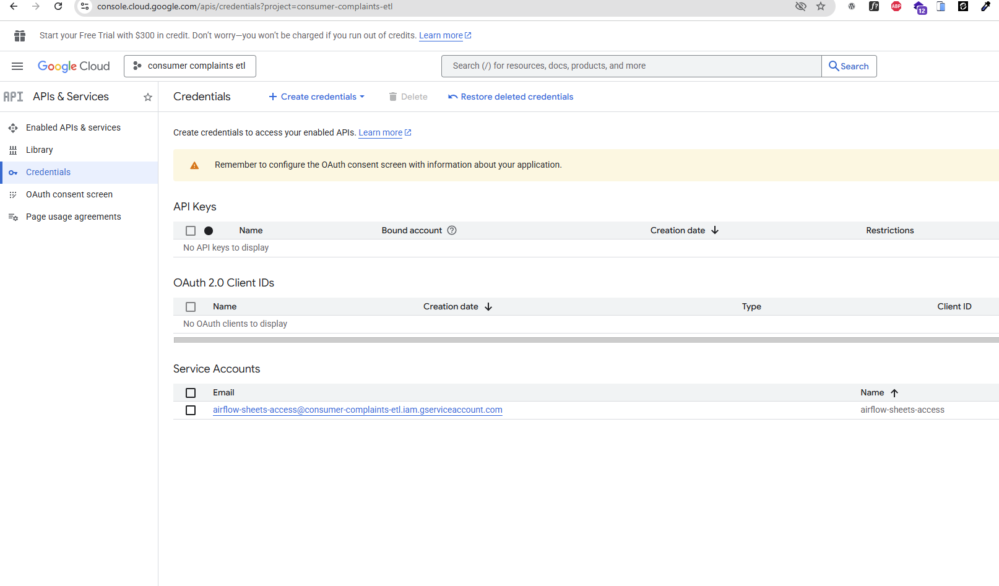 console.cloud.google.com/apis/credentials?project=consumer-complaints-etl
f?
ABP
12
Start your Free Trial with $300 in credit. Don't worry—you won't be charged if you run out of credits. Learn more
Google Cloud
consumer complaints etl
Search (/) for resources, docs, products, and more
Search
API APIs & Services
Credentials
Create credentials
Delete
Restore deleted credentials
Enabled APIs & services
Library
Credentials
OAuth consent screen
Page usage agreements
Create credentials to access your enabled APIs. Learn more
Remember to configure the OAuth consent screen with information about your application.
API Keys
Name Bound account Creation date Restrictions
No API keys to display
OAuth 2.0 Client IDs
Name Creation date Type Client ID
No OAuth clients to display
Service Accounts
Email Name
airflow-sheets-access@consumer-complaints-etl.iam.gserviceaccount.com airflow-sheets-access